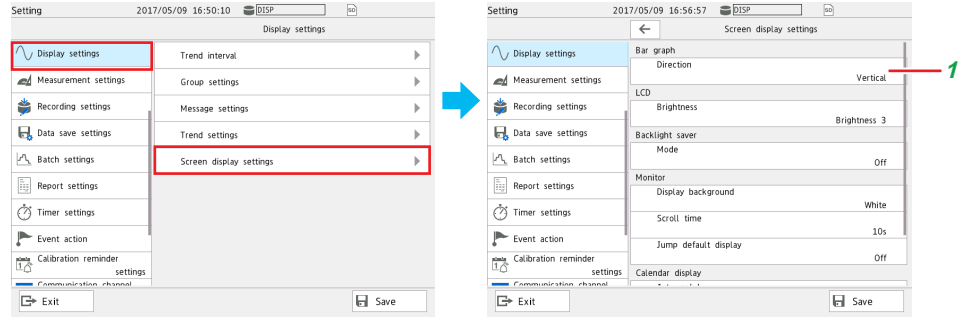 Setting 2017/05/09 16:50:10 DISP SD
Display settings
Display settings
Measurement settings
Recording settings
Data save settings
Batch settings
Report settings
Timer settings
Event action
Calibration reminder
settings
Communication channel
Trend interval
Group settings
Message settings
Trend settings
Screen display settings
Exit
Save
Setting 2017/05/09 16:56:57 DISP SD
Screen display settings
Display settings
Measurement settings
Recording settings
Data save settings
Batch settings
Report settings
Timer settings
Event action
Calibration reminder
settings
Communication channel
Bar graph
Direction
Vertical
1
LCD
Brightness
Brightness 3
Backlight saver
Mode
Off
Monitor
Display background
White
Scroll time
10s
Jump default display
Off
Calendar display
Exit
Save